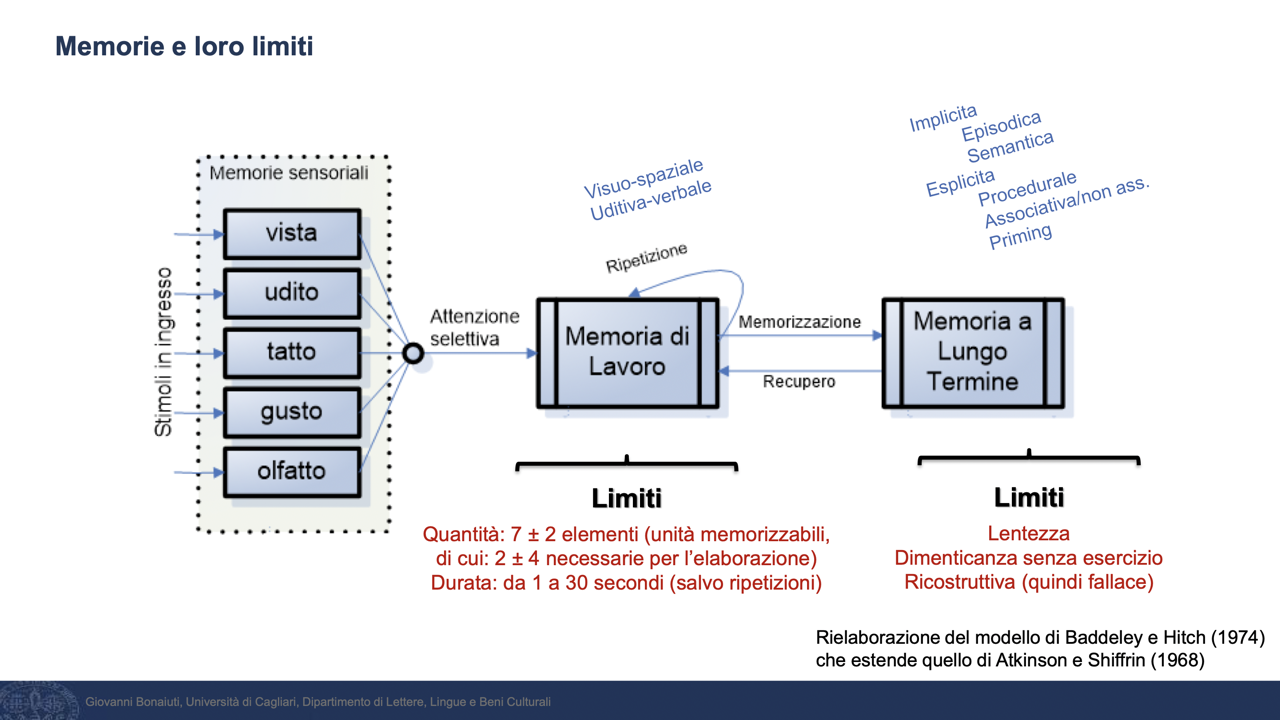 Memorie e loro limiti
Memorie sensoriali
Stimoli in ingresso
vista
udito
tatto
gusto
olfatto
Attenzione
selettiva
Visuo-spaziale
Uditiva-verbale
Ripetizione
Memoria di
Lavoro
Memorizzazione
Recupero
Implicita
Episodica
Semantica
Esplicita
Procedurale
Associativa/non ass.
Priming
Memoria a
Lungo
Termine
Limiti
Quantità: 7 ± 2 elementi (unità memorizzabili,
di cui: 2 ± 4 necessarie per l’elaborazione)
Durata: da 1 a 30 secondi (salvo ripetizioni)
Limiti
Lentezza
Dimenticanza senza esercizio
Ricostruttiva (quindi fallace)
Rielaborazione del modello di Baddeley e Hitch (1974)
che estende quello di Atkinson e Shiffrin (1968)
Giovanni Bonaiuti, Università di Cagliari, Dipartimento di Lettere, Lingue e Beni Culturali